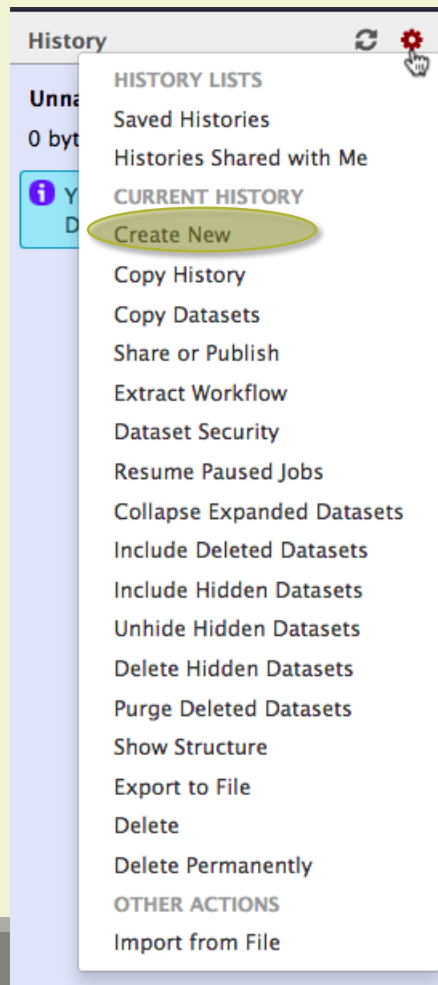 History
Unna
HISTORY LISTS
Saved Histories
0 byt
Histories Shared with Me
Y
CURRENT HISTORY
D
Create New
Copy History
Copy Datasets
Share or Publish
Extract Workflow
Dataset Security
Resume Paused Jobs
Collapse Expanded Datasets
Include Deleted Datasets
Include Hidden Datasets
Unhide Hidden Datasets
Delete Hidden Datasets
Purge Deleted Datasets
Show Structure
Export to File
Delete
Delete Permanently
OTHER ACTIONS
Import from File